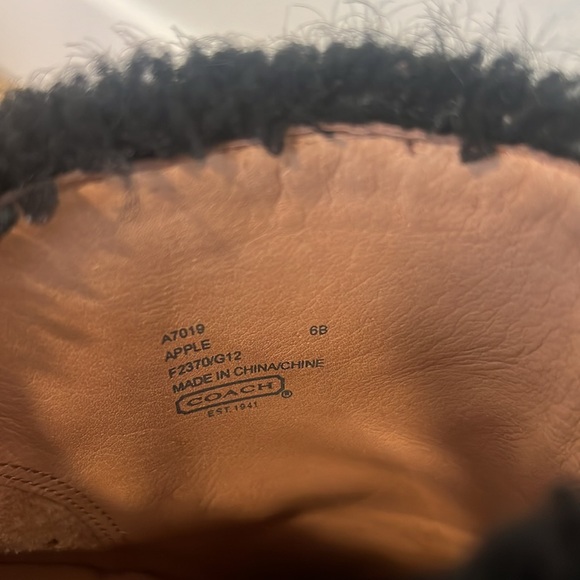 A7019 6B
APPLE
F2370/G12
MADE IN CHINA/CHINE
COACH®
EST. 1941